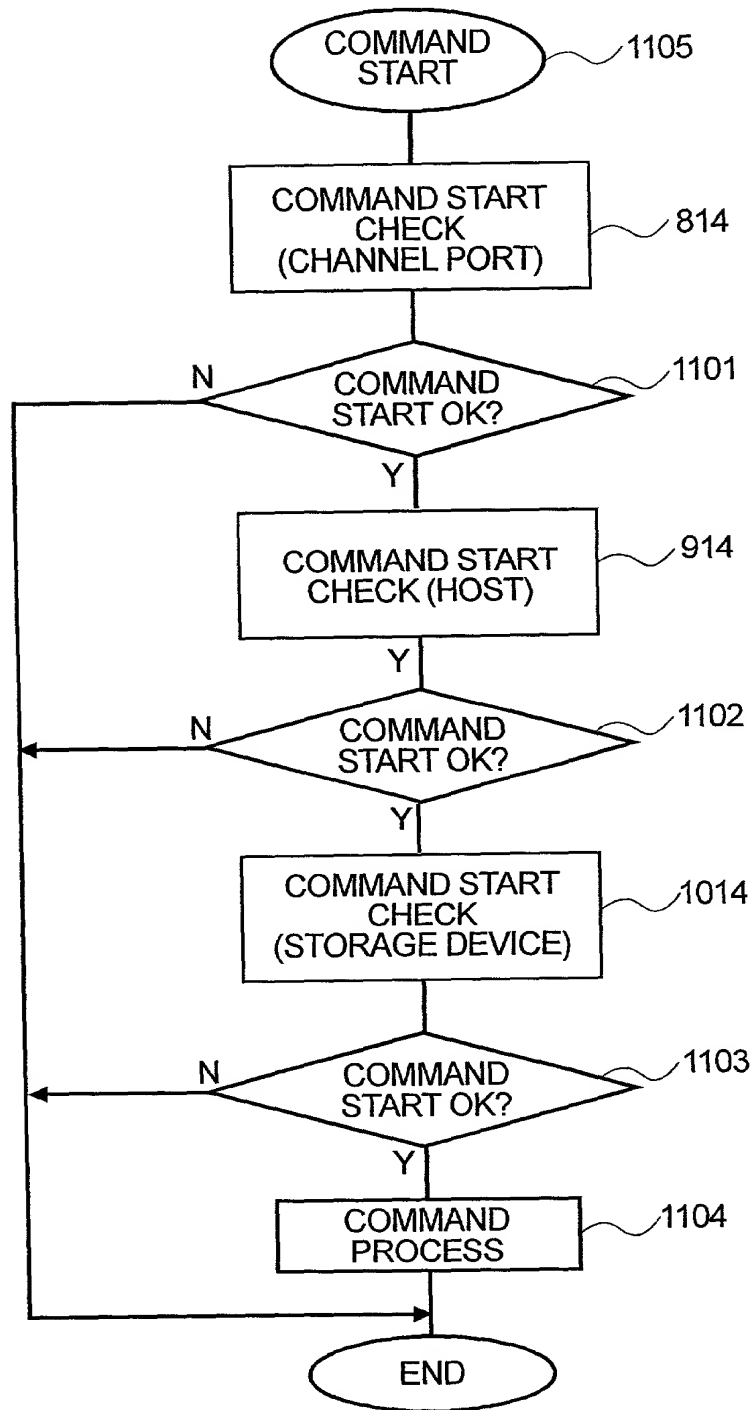 COMMAND
START
1105
COMMAND START
CHECK
(CHANNEL PORT)
814
N
COMMAND
START OK?
1101
Y
COMMAND START
CHECK (HOST)
914
Y
N
COMMAND
START OK?
1102
Y
COMMAND START
CHECK
(STORAGE DEVICE)
1014
N
COMMAND
START OK?
1103
Y
COMMAND
PROCESS
1104
END